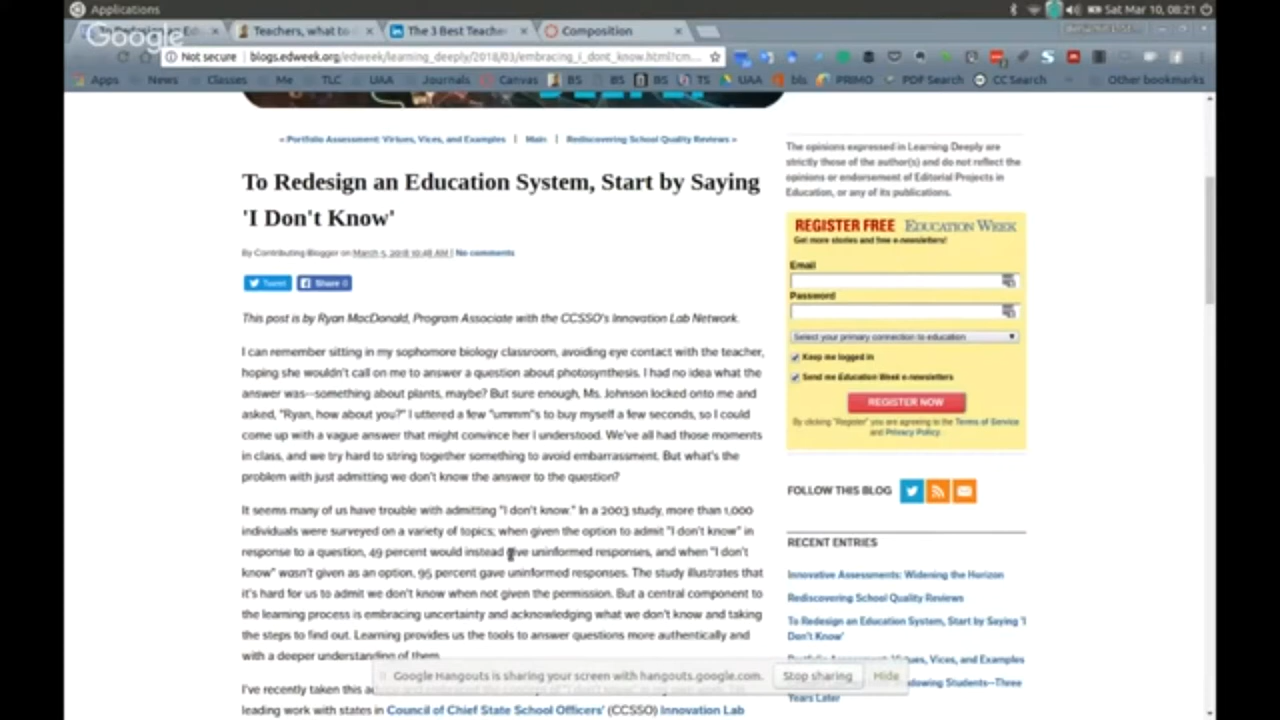 Applications
Sat Mar 10, 08:21
Google
Teachers, what to
The 3 Best Teache
Composition
Not secure | blogs.edweek.org/edweek/learning_deeply/2018/03/embracing_i_dont_know.html?cm...
Apps News Classes Me TLC UAA Journals Canvas BS BS BS TS UAA bls PRIMO PDF Search CC Search Other bookmarks
« Portfolio Assessment: Virtues, Vices, and Examples | Main | Rediscovering School Quality Reviews »
To Redesign an Education System, Start by Saying
'I Don't Know'
By Contributing Blogger on March 5, 2018 10:48 AM | No comments
Tweet Share 0
This post is by Ryan MacDonald, Program Associate with the CCSSO's Innovation Lab Network.
I can remember sitting in my sophomore biology classroom, avoiding eye contact with the teacher,
hoping she wouldn't call on me to answer a question about photosynthesis. I had no idea what the
answer was--something about plants, maybe? But sure enough, Ms. Johnson locked onto me and
asked, "Ryan, how about you?" I uttered a few "ummm"s to buy myself a few seconds, so I could
come up with a vague answer that might convince her I understood. We've all had those moments
in class, and we try hard to string together something to avoid embarrassment. But what's the
problem with just admitting we don't know the answer to the question?
It seems many of us have trouble with admitting "I don't know." In a 2003 study, more than 1,000
individuals were surveyed on a variety of topics; when given the option to admit "I don't know" in
response to a question, 49 percent would instead give uninformed responses, and when "I don't
know" wasn't given as an option, 95 percent gave uninformed responses. The study illustrates that
it's hard for us to admit we don't know when not given the permission. But a central component to
the learning process is embracing uncertainty and acknowledging what we don't know and taking
the steps to find out. Learning provides us the tools to answer questions more authentically and
with a deeper understanding of them.
I've recently taken this
leading work with states in Council of Chief State School Officers' (CCSSO) Innovation Lab
Google Hangouts is sharing your screen with hangouts.google.com. Stop sharing Hide
The opinions expressed in Learning Deeply are
strictly those of the author(s) and do not reflect the
opinions or endorsement of Editorial Projects in
Education, or any of its publications.
REGISTER FREE EDUCATION WEEK
Get more stories and free e-newsletters!
Email
Password
Select your primary connection to education
Keep me logged in
Send me Education Week e-newsletters
REGISTER NOW
By clicking "Register" you are agreeing to the Terms of Service
and Privacy Policy.
FOLLOW THIS BLOG
RECENT ENTRIES
Innovative Assessments: Widening the Horizon
Rediscovering School Quality Reviews
To Redesign an Education System, Start by Saying 'I
Don't Know'
Portfolio Assessment: Virtues, Vices, and Examples
Students--Three
Years Later